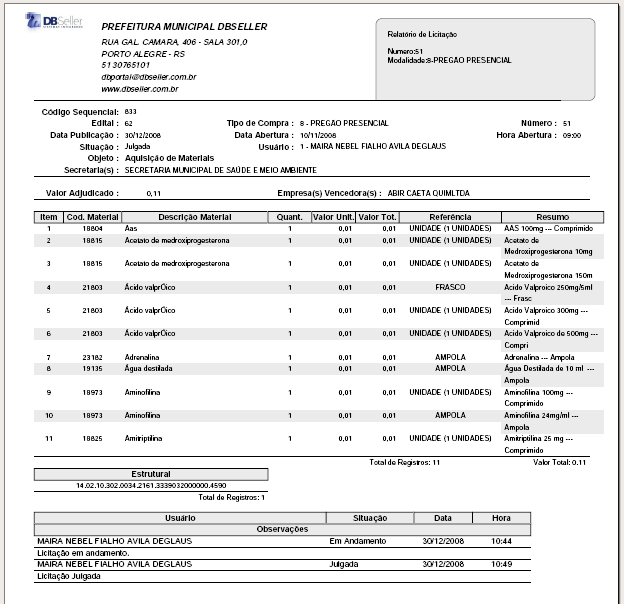 DBSeller
PREFEITURA MUNICIPAL DBSELLER
RUA GAL. CAMARA, 406 - SALA 301,0
PORTO ALEGRE - RS
5130765101
dbportal@dbseller.com.br
www.dbseller.com.br
Relatório de Licitação
Numero:51
Modalidade:8-PREGAO PRESENCIAL
Código Sequencial: 833
Edital : 62 Tipo de Compra : 8 - PREGAO PRESENCIAL Número : 51
Data Publicação : 30/12/2008 Data Abertura : 10/11/2008 Hora Abertura : 09:00
Situação : Julgada Usuário : 1 - MAIRA NEBEL FIALHO AVILA DEGLAUS
Objeto : Aquisição de Materiais
Secretaria(s) : SECRETARIA MUNICIPAL DE SAÚDE E MEIO AMBIENTE
Valor Adjudicado : 0,11 Empresa(s) Vencedora(s) : ABIR CAETA QUIMLTDA
Item Cod. Material Descrição Material Quant. Valor Unit. Valor Tot. Referência Resumo
1 18804 Aas 1 0,01 0,01 UNIDADE (1 UNIDADES) AAS 100mg --- Comprimido
2 18815 Acetato de medroxiprogesterona 1 0,01 0,01 UNIDADE (1 UNIDADES) Acetato de
Medroxiprogesterona 10mg
3 18815 Acetato de medroxiprogesterona 1 0,01 0,01 UNIDADE (1 UNIDADES) Acetato de
Medroxiprogesterona 150m
4 21803 Ácido valprÓico 1 0,01 0,01 FRASCO Acido Valproico 250mg/5ml
--- Frasc
5 21803 Ácido valprÓico 1 0,01 0,01 UNIDADE (1 UNIDADES) Acido Valproico 300mg ---
Comprimid
6 21803 Ácido valprÓico 1 0,01 0,01 UNIDADE (1 UNIDADES) Acido Valproico de 500mg ---
Compri
7 23182 Adrenalina 1 0,01 0,01 AMPOLA Adrenalina --- Ampola
8 19135 Água destilada 1 0,01 0,01 AMPOLA Água Destilada de 10 ml ---
Ampola
9 18973 Aminofilina 1 0,01 0,01 UNIDADE (1 UNIDADES) Aminofilina 100mg ---
Comprimido
10 18973 Aminofilina 1 0,01 0,01 AMPOLA Aminofilina 24mg/ml ---
Ampola
11 18825 Amitriptilina 1 0,01 0,01 UNIDADE (1 UNIDADES) Amitriptilina 25 mg ---
Comprimido
Total de Registros: 11 Valor Total: 0.11
Estrutural
14.02.10.302.0034.2161.3339032000000.4590
Total de Registros: 1
Usuário Situação Data Hora
Observações
MAIRA NEBEL FIALHO AVILA DEGLAUS Em Andamento 30/12/2008 10:44
Licitação em andamento.
MAIRA NEBEL FIALHO AVILA DEGLAUS Julgada 30/12/2008 10:49
Licitação Julgada